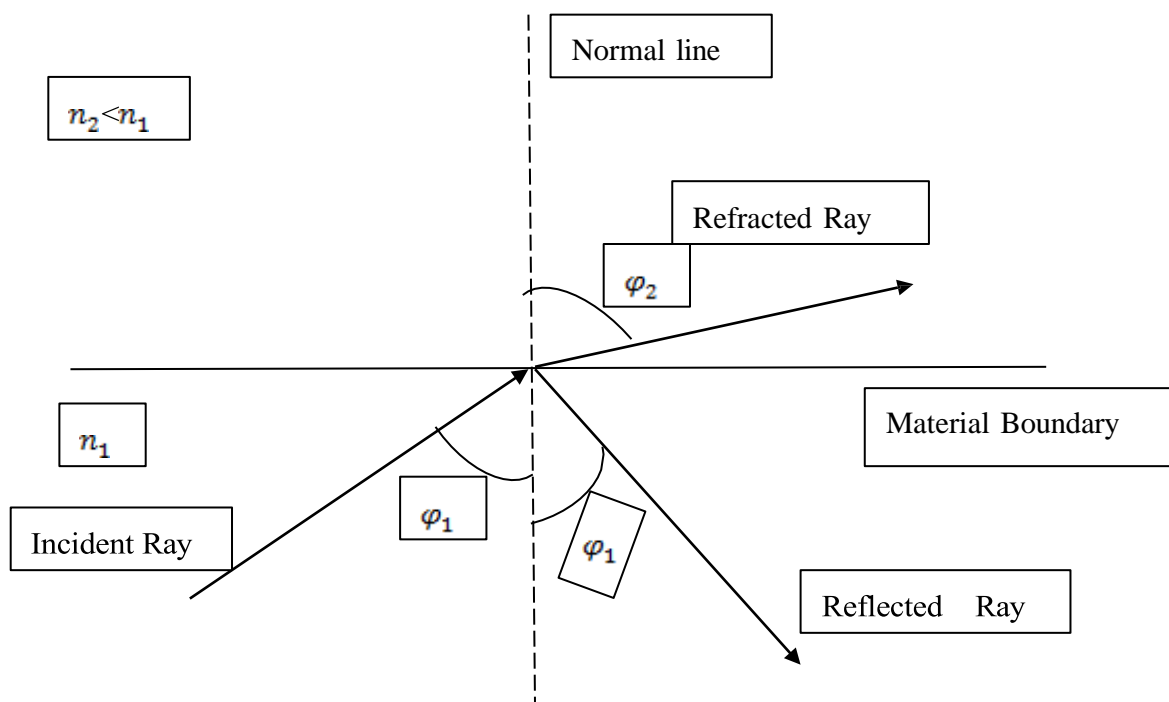 Normal line
n₂<n₁
Refracted Ray
φ₂
n₁
Material Boundary
φ₁
φ₁
Incident Ray
Reflected Ray